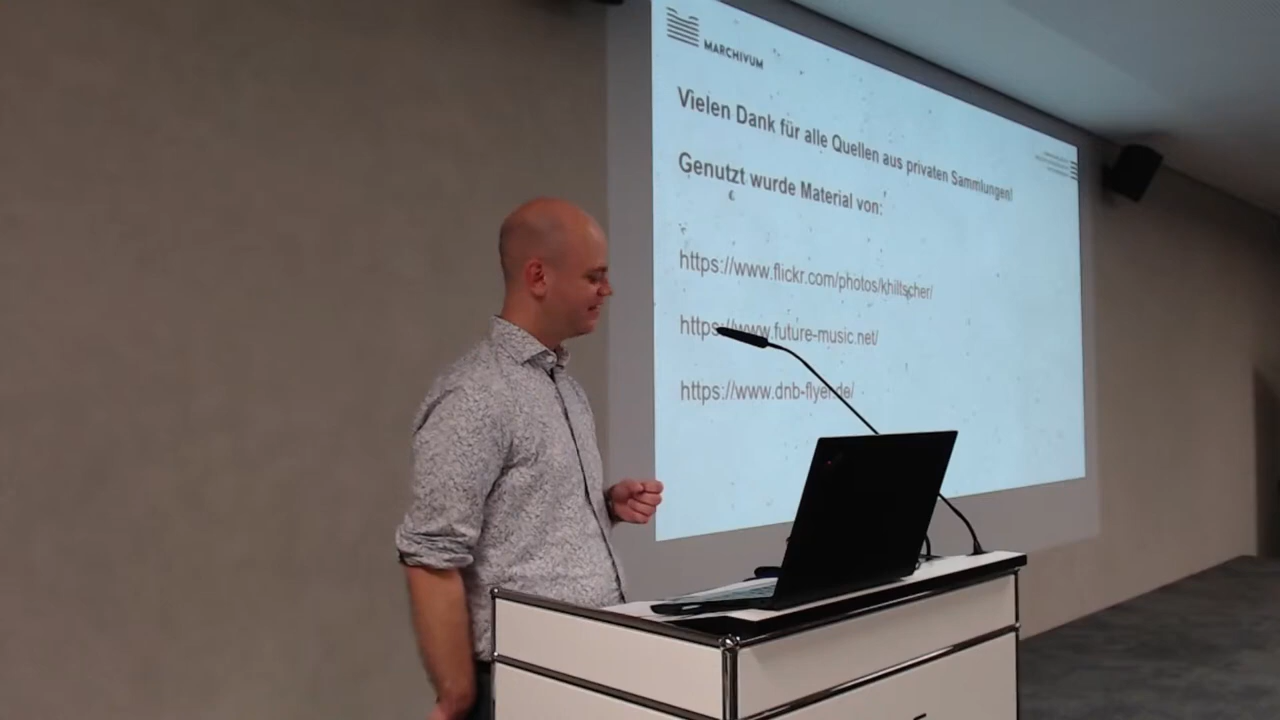 MARCHIVUM
Vielen Dank für alle Quellen aus privaten Sammlungen!
Genutzt wurde Material von:
https://www.flickr.com/photos/khiltscher/
https://www.future-music.net/
https://www.dnb-flyer.de/